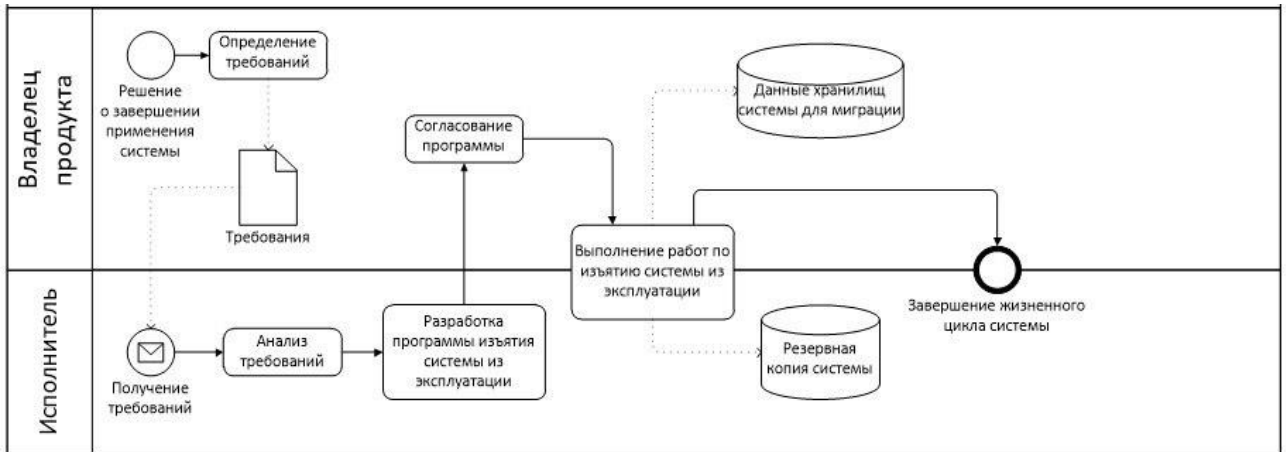 Владелец
продукта
Решение
о завершении
применения
системы
Определение
требований
Требования
Согласование
программы
Данные хранилищ
системы для миграции
Выполнение работ по
изъятию системы из
эксплуатации
Исполнитель
Получение
требований
Анализ
требований
Разработка
программы изъятия
системы из
эксплуатации
Резервная
копия системы
Завершение жизненного
цикла системы